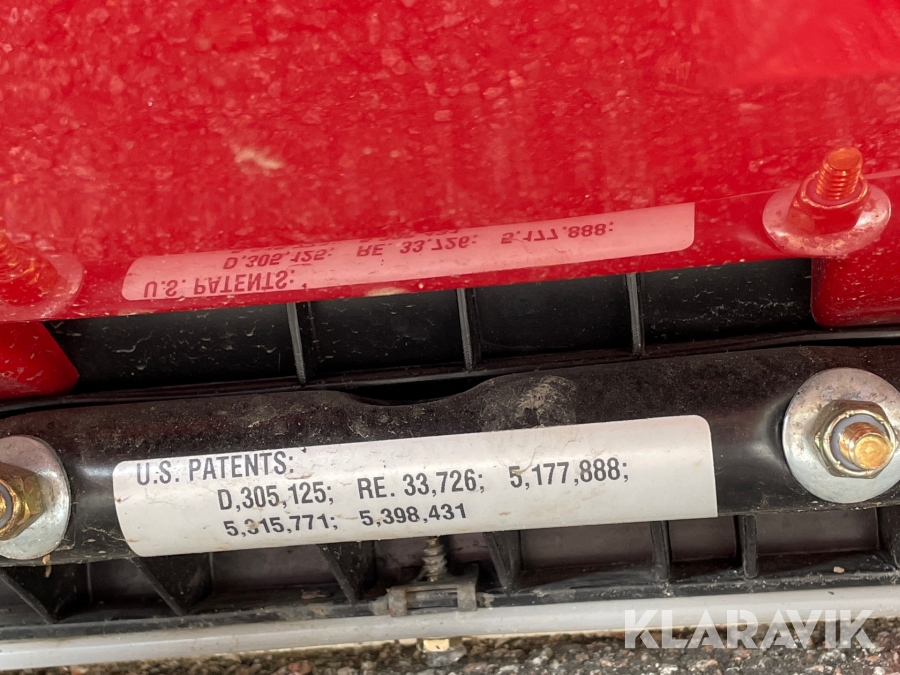 U.S. PATENTS:
D,305,125; RE. 33,726; 5,177,888;
U.S. PATENTS:
D,305,125; RE. 33,726; 5,177,888;
5,315,771; 5,398,431
KLARAVIK